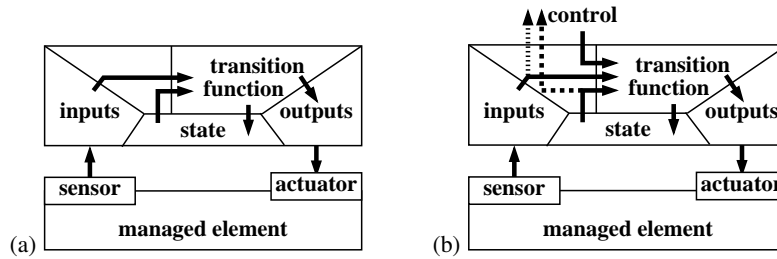 transition
function
inputs
outputs
state
sensor
actuator
(a)
managed element
control
transition
function
inputs
outputs
state
sensor
actuator
(b)
managed element